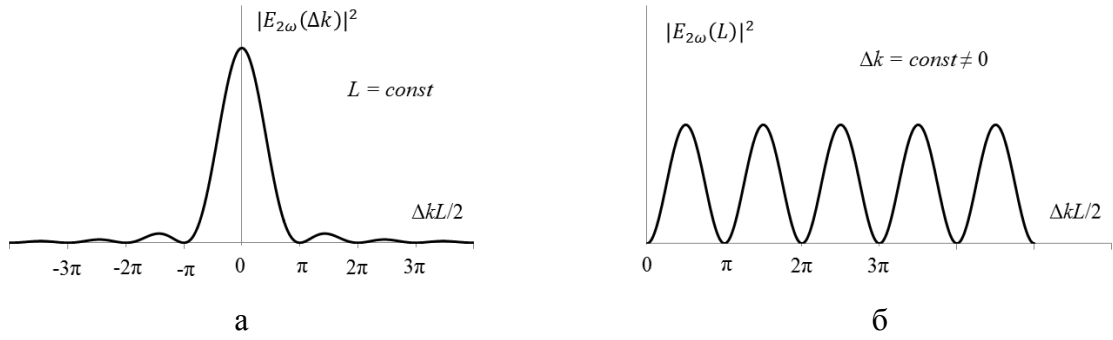 |E₂ω(Δk)|²
L = const
ΔkL/2
-3π -2π -π 0 π 2π 3π
а
|E₂ω(L)|²
Δk = const ≠ 0
ΔkL/2
0 π 2π 3π
б